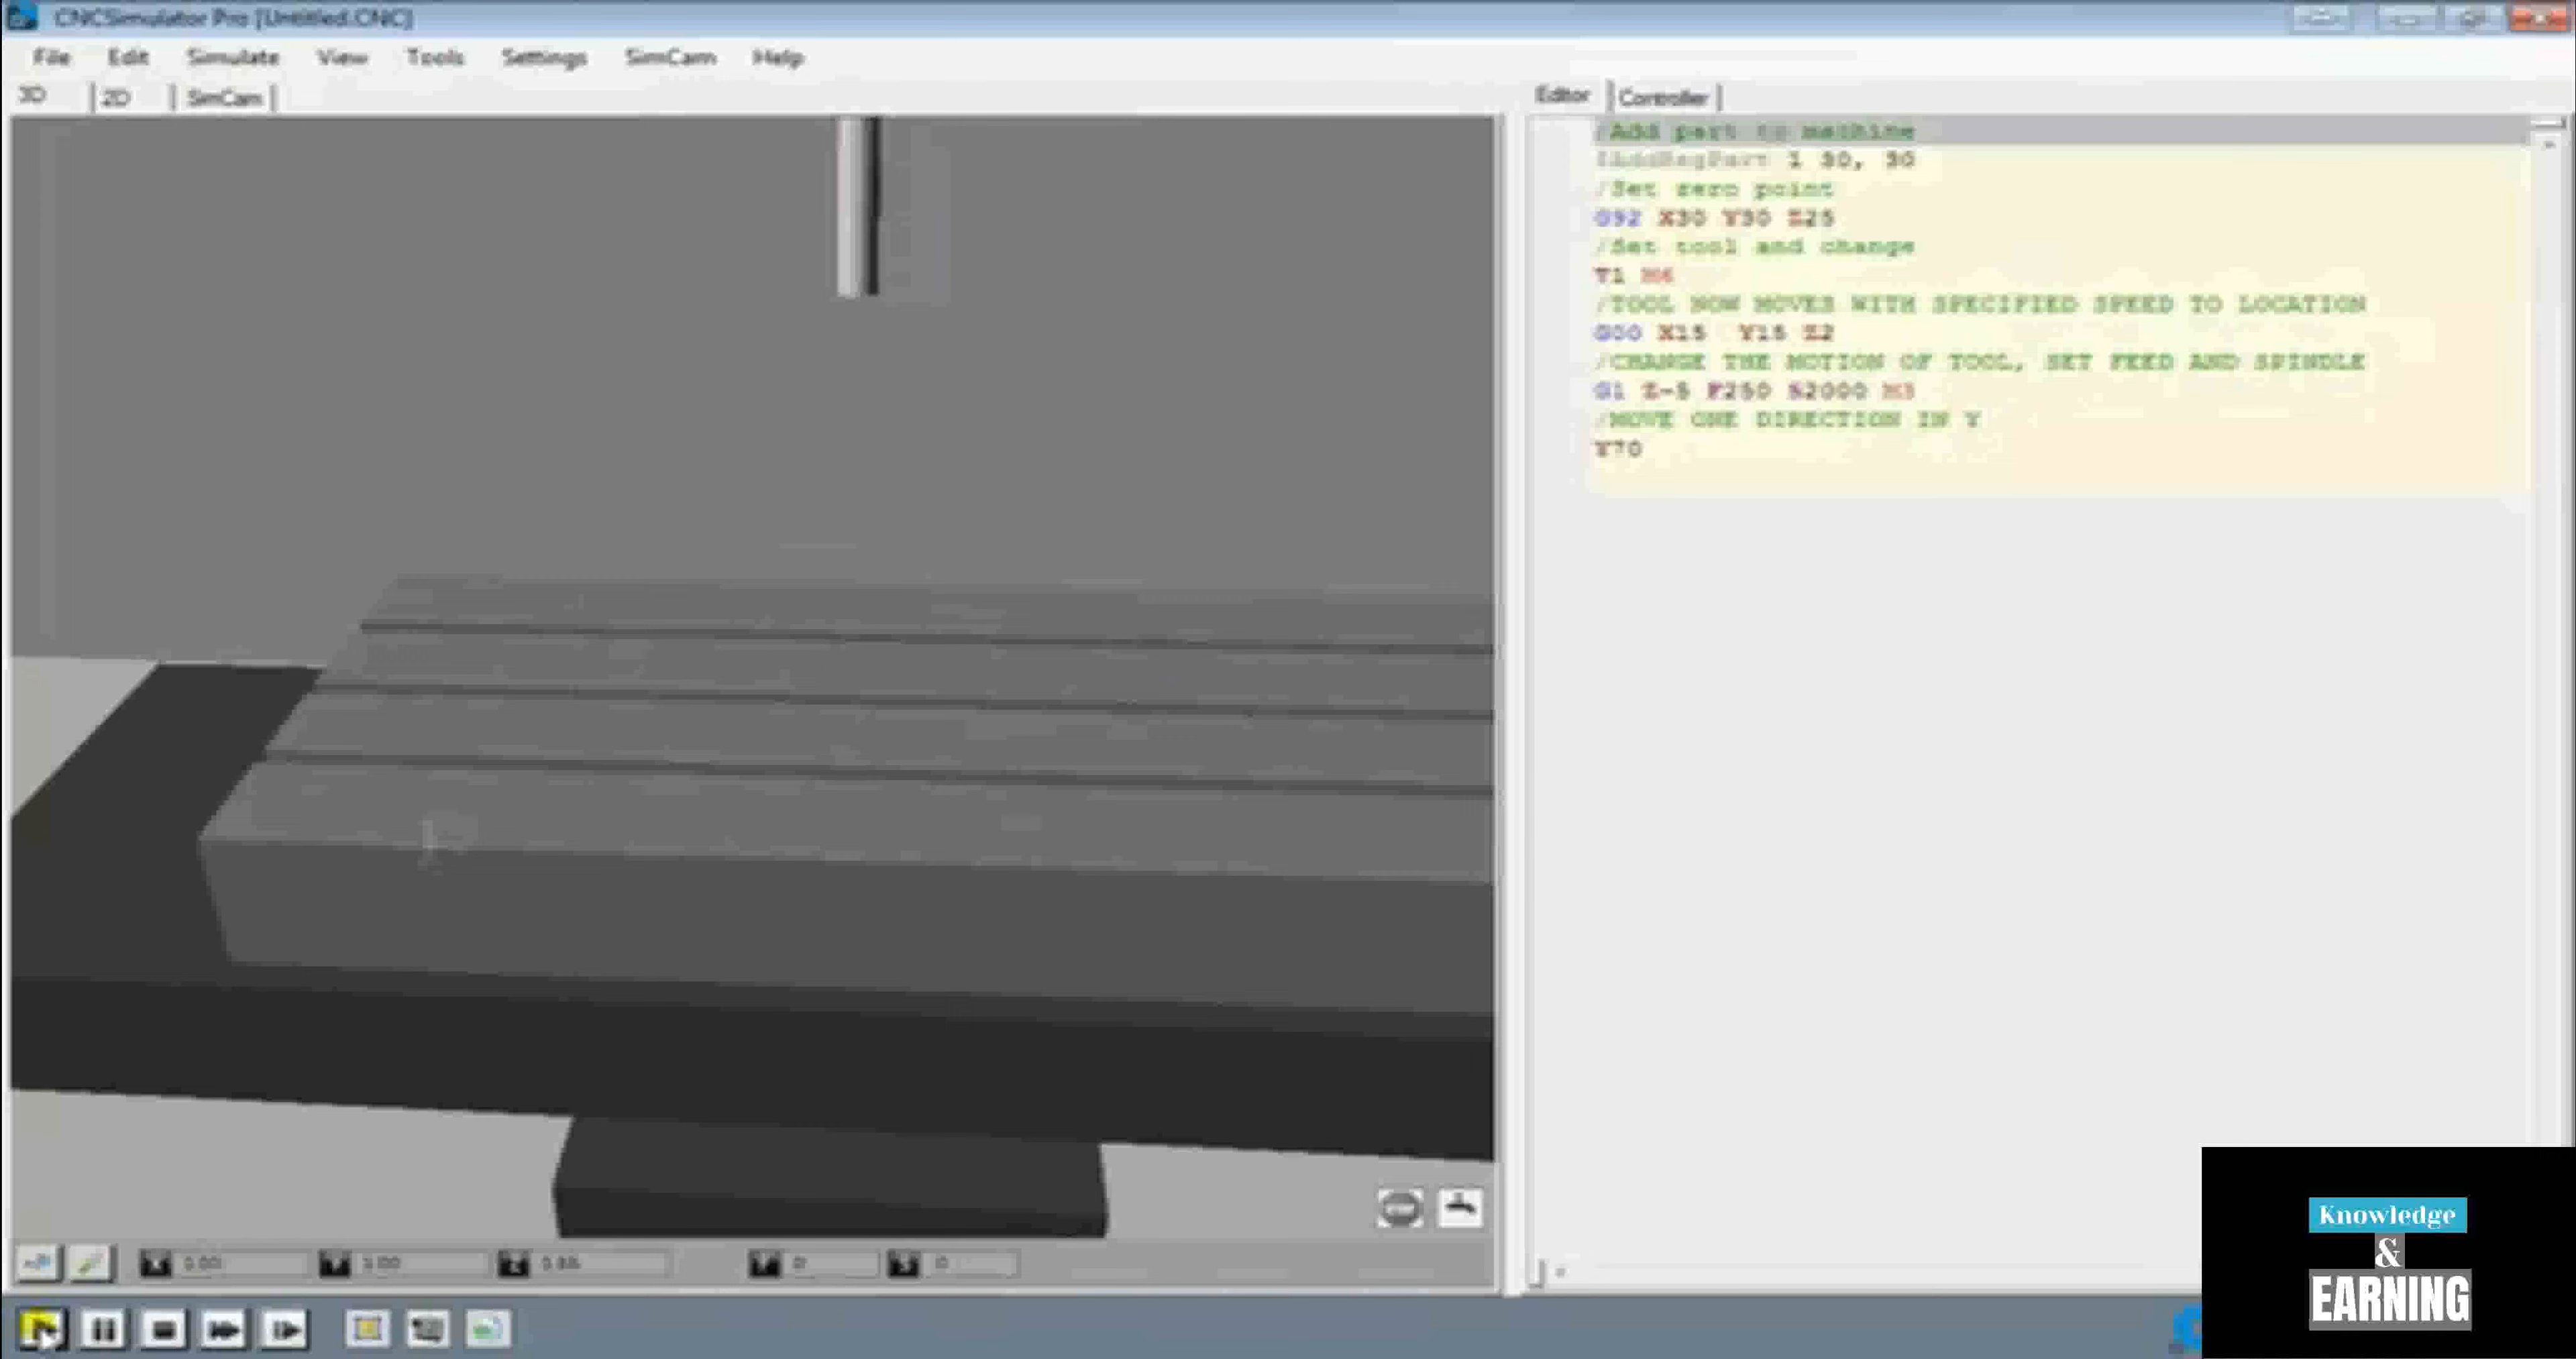 CNCSimulator Pro [Untitled.CNC]
File Edit Simulate View Tools Settings SimCam Help
3D 2D SimCam
Editor Controller
/Add part to machine
1 30, 30
/Set zero point
G92 X30 Y30 Z25
/Set tool and change
T1 M6
/TOOL NOW MOVES WITH SPECIFIED SPEED TO LOCATION
G00 X15 Y15 Z2
/CHANGE THE MOTION OF TOOL, SET FEED AND SPINDLE
G1 Z-5 F250 S2000 M3
/MOVE ONE DIRECTION IN Y
Y70
X Y Z F 0 S 0
Knowledge
&
EARNING